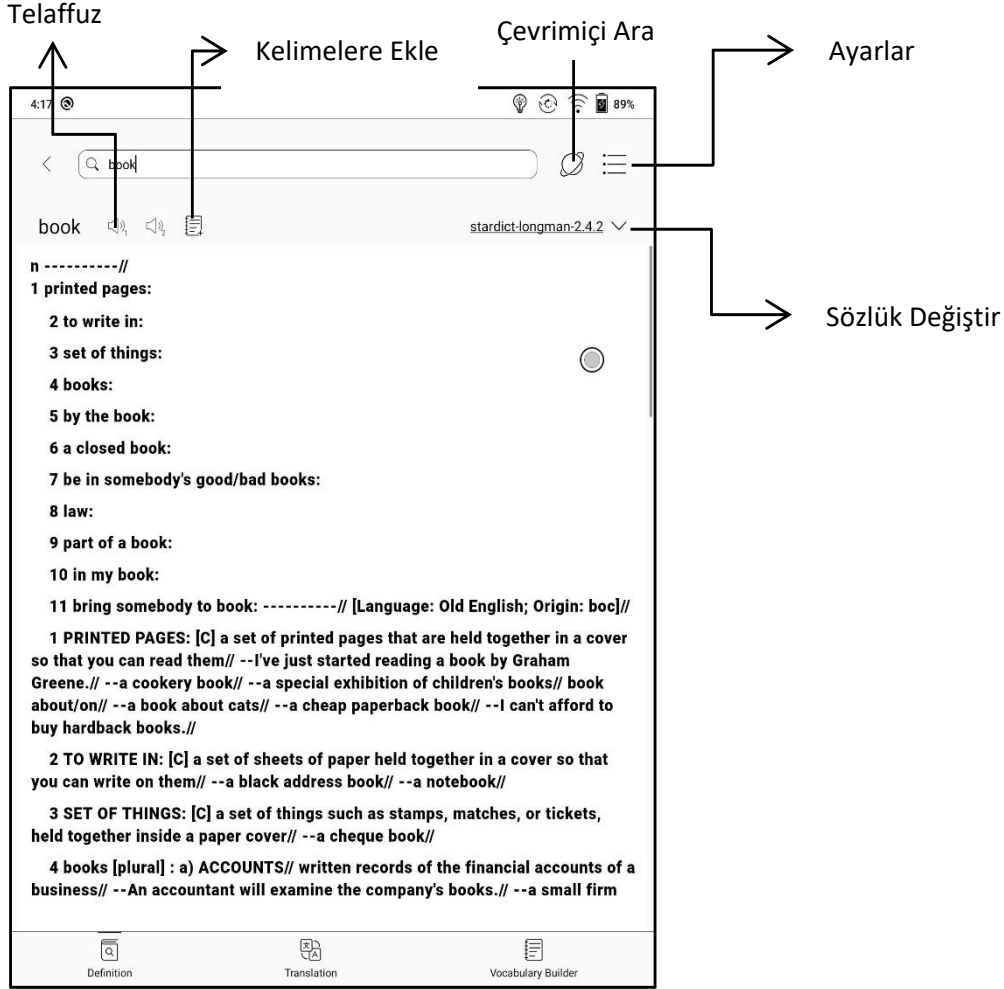 Telaffuz
Kelimelere Ekle
Çevrimiçi Ara
Ayarlar
4:17
89%
book
book
stardict-longman-2.4.2
Sözlük Değiştir
n ----------//
1 printed pages:
2 to write in:
3 set of things:
4 books:
5 by the book:
6 a closed book:
7 be in somebody's good/bad books:
8 law:
9 part of a book:
10 in my book:
11 bring somebody to book: ----------// [Language: Old English; Origin: boc]//
1 PRINTED PAGES: [C] a set of printed pages that are held together in a cover
so that you can read them// --I've just started reading a book by Graham
Greene.// --a cookery book// --a special exhibition of children's books// book
about/on// --a book about cats// --a cheap paperback book// --I can't afford to
buy hardback books.//
2 TO WRITE IN: [C] a set of sheets of paper held together in a cover so that
you can write on them// --a black address book// --a notebook//
3 SET OF THINGS: [C] a set of things such as stamps, matches, or tickets,
held together inside a paper cover// --a cheque book//
4 books [plural] : a) ACCOUNTS// written records of the financial accounts of a
business// --An accountant will examine the company's books.// --a small firm
Definition
Translation
Vocabulary Builder